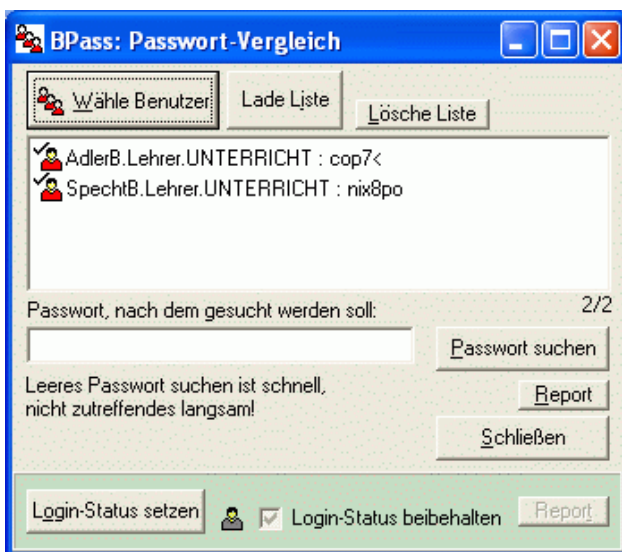 BPass: Passwort-Vergleich
Wähle Benutzer
Lade Liste
Lösche Liste
AdlerB.Lehrer.UNTERRICHT : cop7<
SpechtB.Lehrer.UNTERRICHT : nix8po
Passwort, nach dem gesucht werden soll:
2/2
Passwort suchen
Leeres Passwort suchen ist schnell,
nicht zutreffendes langsam!
Report
Schließen
Login-Status setzen
Login-Status beibehalten
Report